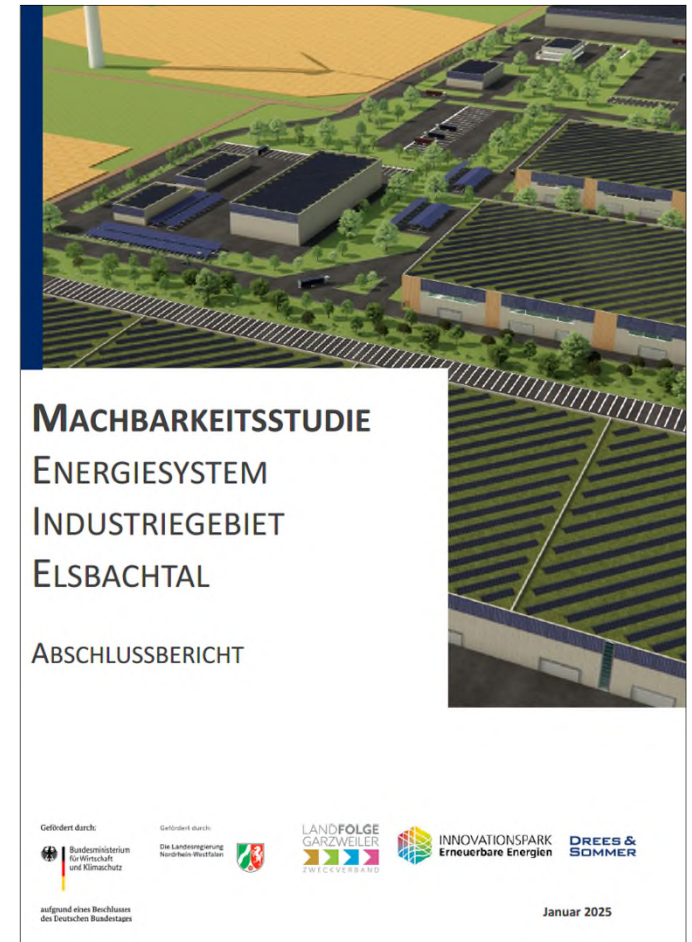 MACHBARKEITSSTUDIE
ENERGIESYSTEM
INDUSTRIEGEBIET
ELSBACHTAL
ABSCHLUSSBERICHT
Gefördert durch:
Bundesministerium
für Wirtschaft
und Klimaschutz
aufgrund eines Beschlusses
des Deutschen Bundestages
Gefördert durch:
Die Landesregierung
Nordrhein-Westfalen
LANDFOLGE
GARZWEILER
ZWECKVERBAND
INNOVATIONSPARK
Erneuerbare Energien
DREES &
SOMMER
Januar 2025